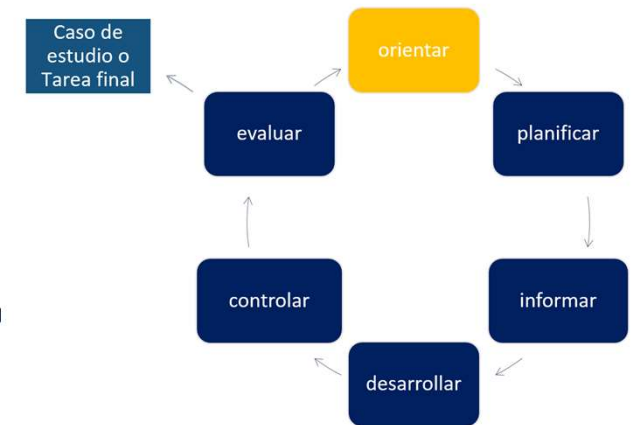 Caso de
estudio o
Tarea final
orientar
evaluar
planificar
controlar
informar
desarrollar